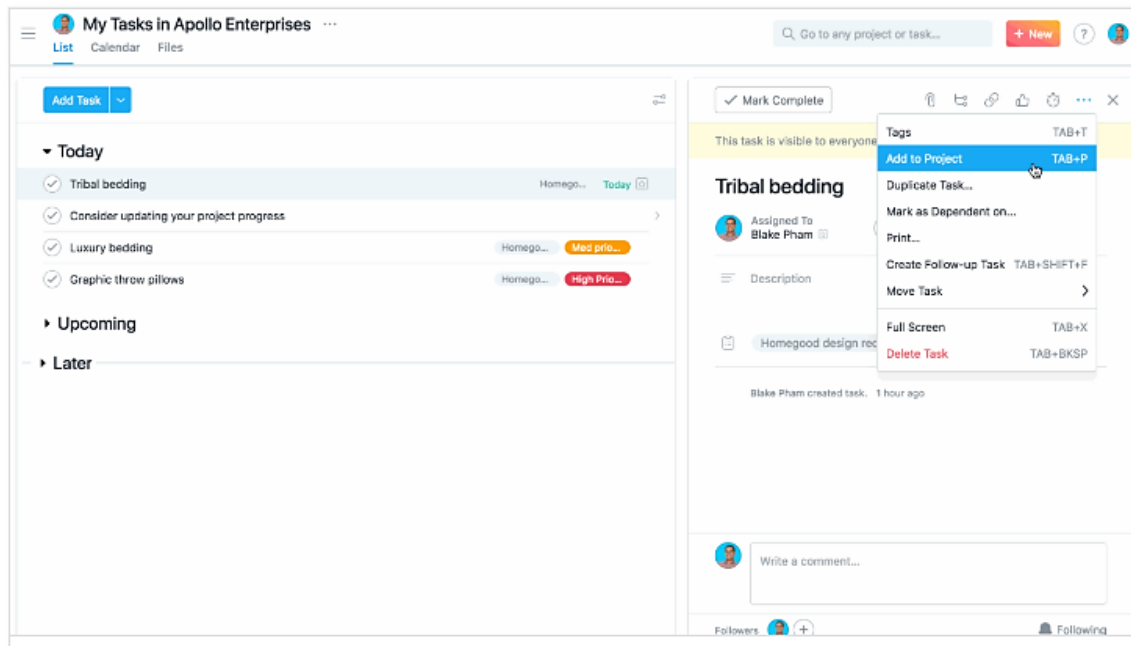 My Tasks in Apollo Enterprises ...
List Calendar Files
Go to any project or task...
+ New
?
Add Task
Today
Tribal bedding Homego... Today
Consider updating your project progress
Luxury bedding Homego... Med prio...
Graphic throw pillows Homego... High Prio...
Upcoming
Later
Mark Complete
This task is visible to everyone
Tribal bedding
Assigned To
Blake Pham
Description
Homegood design req
Blake Pham created task. 1 hour ago
Tags TAB+T
Add to Project TAB+P
Duplicate Task...
Mark as Dependent on...
Print...
Create Follow-up Task TAB+SHIFT+F
Move Task
Full Screen TAB+X
Delete Task TAB+BKSP
Write a comment...
Followers
Following